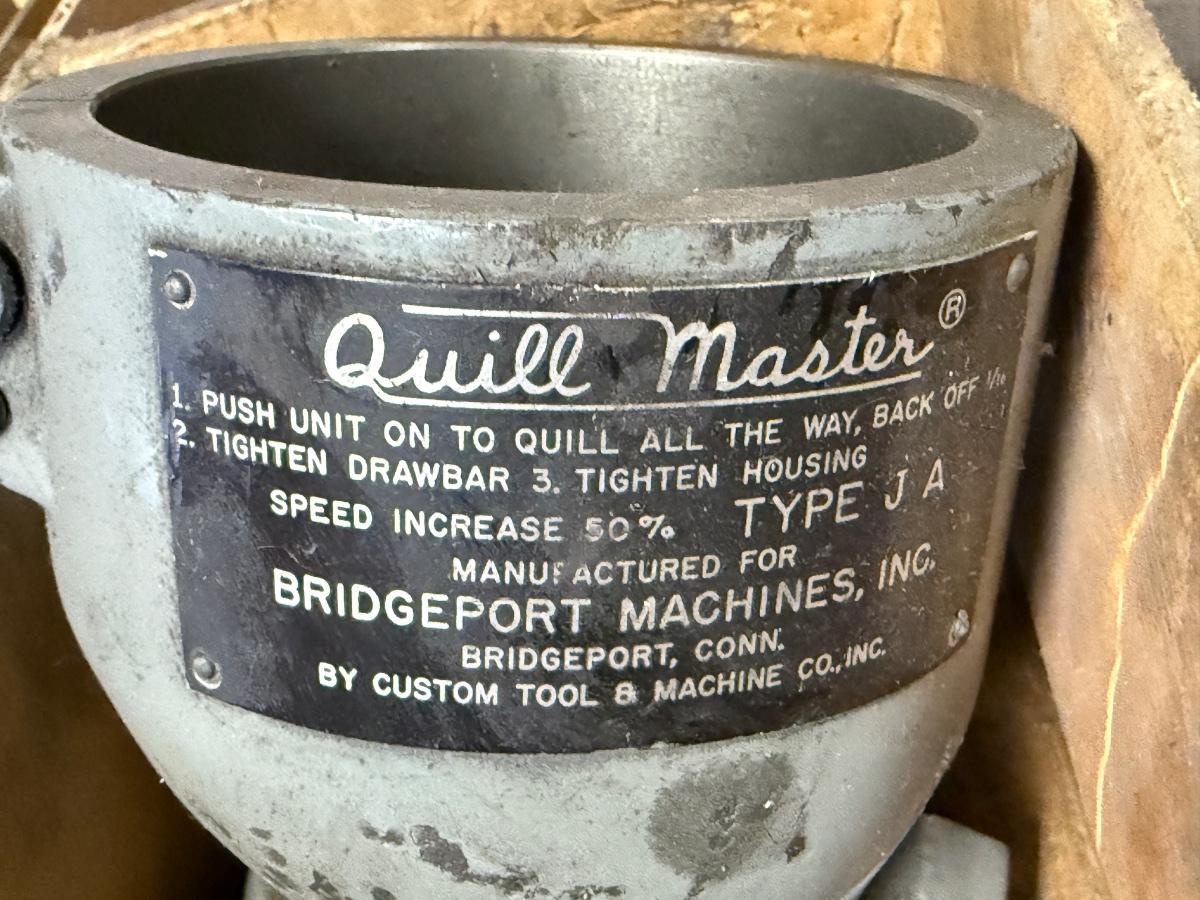 Quill Master ®
1. PUSH UNIT ON TO QUILL ALL THE WAY, BACK OFF 1/16
2. TIGHTEN DRAWBAR 3. TIGHTEN HOUSING
SPEED INCREASE 50% TYPE J A
MANUFACTURED FOR
BRIDGEPORT MACHINES, INC.
BRIDGEPORT, CONN.
BY CUSTOM TOOL & MACHINE CO., INC.